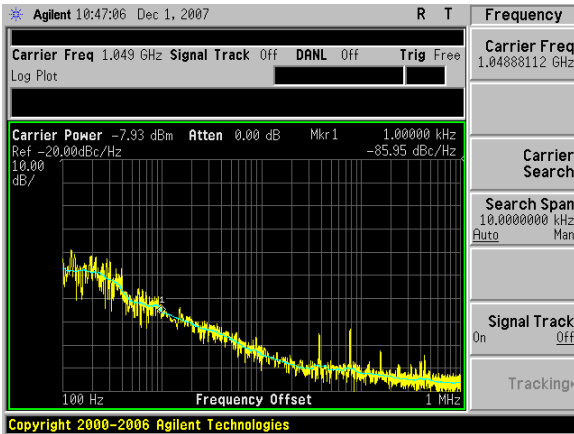 Agilent 10:47:06 Dec 1, 2007 R T
Frequency
Carrier Freq 1.049 GHz Signal Track Off DANL Off Trig Free
Log Plot
Carrier Freq
1.04888112 GHz
Carrier Power -7.93 dBm Atten 0.00 dB Mkr1 1.00000 kHz
Ref -20.00dBc/Hz -85.95 dBc/Hz
10.00
dB/
Carrier
Search
Search Span
10.0000000 kHz
Auto Man
Signal Track
On Off
Tracking
100 Hz Frequency Offset 1 MHz
Copyright 2000-2006 Agilent Technologies